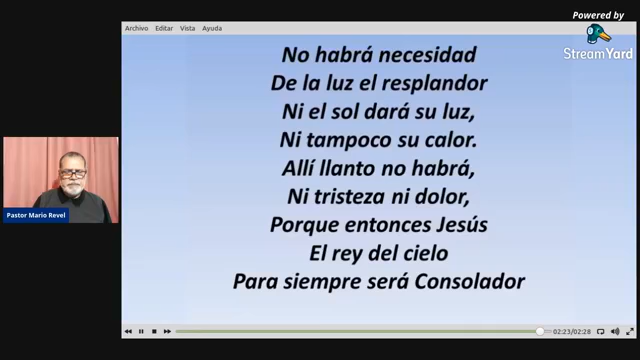 Powered by
StreamYard
Archivo Editar Vista Ayuda
No habrá necesidad
De la luz el resplandor
Ni el sol dará su luz,
Ni tampoco su calor.
Allí llanto no habrá,
Ni tristeza ni dolor,
Porque entonces Jesús
El rey del cielo
Para siempre será Consolador
Pastor Mario Revel
02:23/02:28